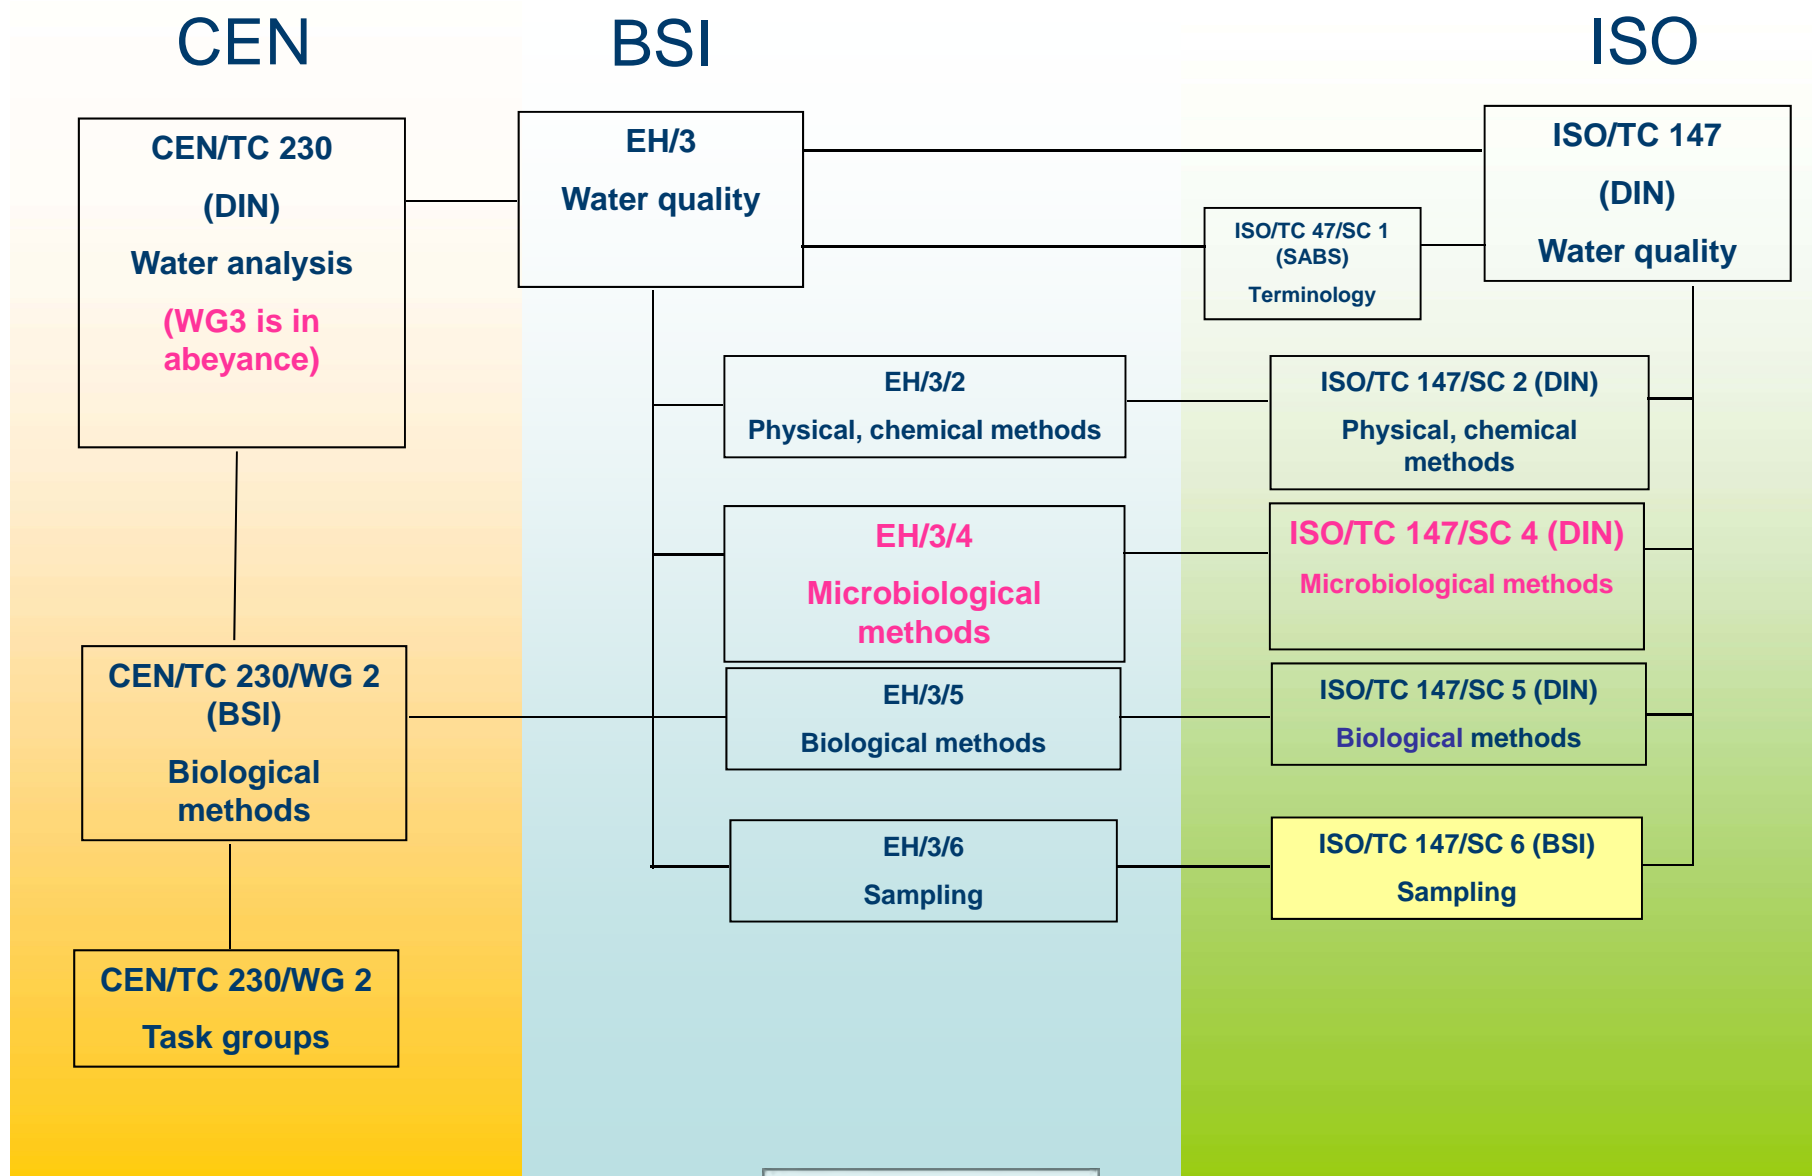 CEN
BSI
ISO
CEN/TC 230
(DIN)
Water analysis
(WG3 is in
abeyance)
EH/3
Water quality
ISO/TC 147
(DIN)
Water quality
ISO/TC 47/SC 1
(SABS)
Terminology
EH/3/2
Physical, chemical methods
ISO/TC 147/SC 2 (DIN)
Physical, chemical
methods
EH/3/4
Microbiological
methods
ISO/TC 147/SC 4 (DIN)
Microbiological methods
CEN/TC 230/WG 2
(BSI)
Biological
methods
EH/3/5
Biological methods
ISO/TC 147/SC 5 (DIN)
Biological methods
EH/3/6
Sampling
ISO/TC 147/SC 6 (BSI)
Sampling
CEN/TC 230/WG 2
Task groups